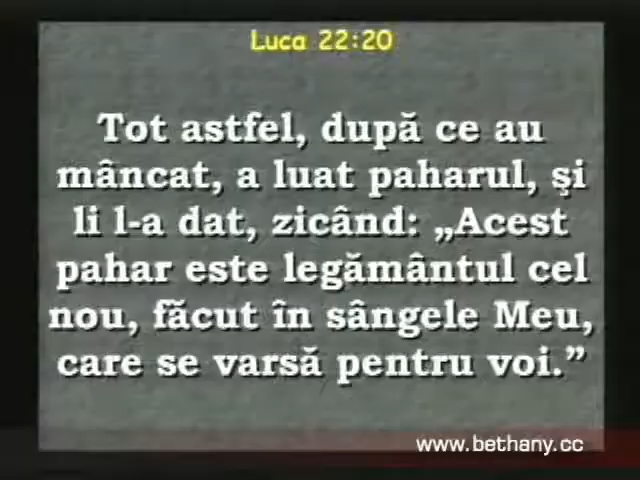 Luca 22:20
Tot astfel, după ce au
mâncat, a luat paharul, şi
li l-a dat, zicând: „Acest
pahar este legământul cel
nou, făcut în sângele Meu,
care se varsă pentru voi.”
www.bethany.cc